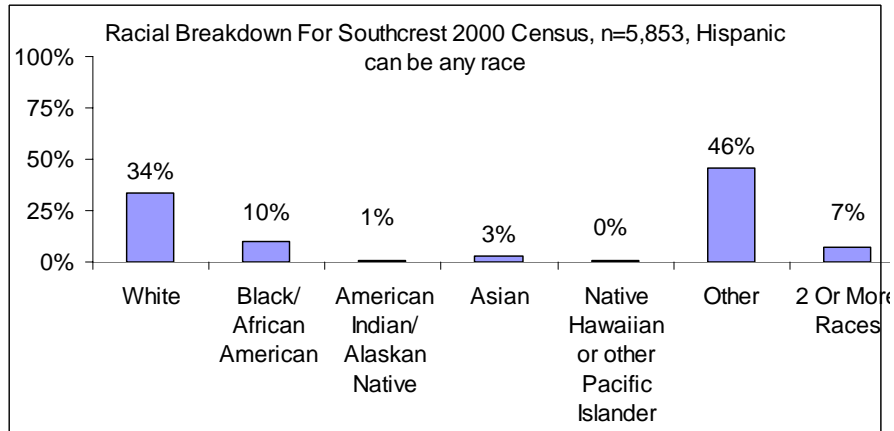 Racial Breakdown For Southcrest 2000 Census, n=5,853, Hispanic
can be any race
100%
75%
50%
25%
0%
34%
10%
1%
3%
0%
46%
7%
White
Black/
African
American
American
Indian/
Alaskan
Native
Asian
Native
Hawaiian
or other
Pacific
Islander
Other
2 Or More
Races